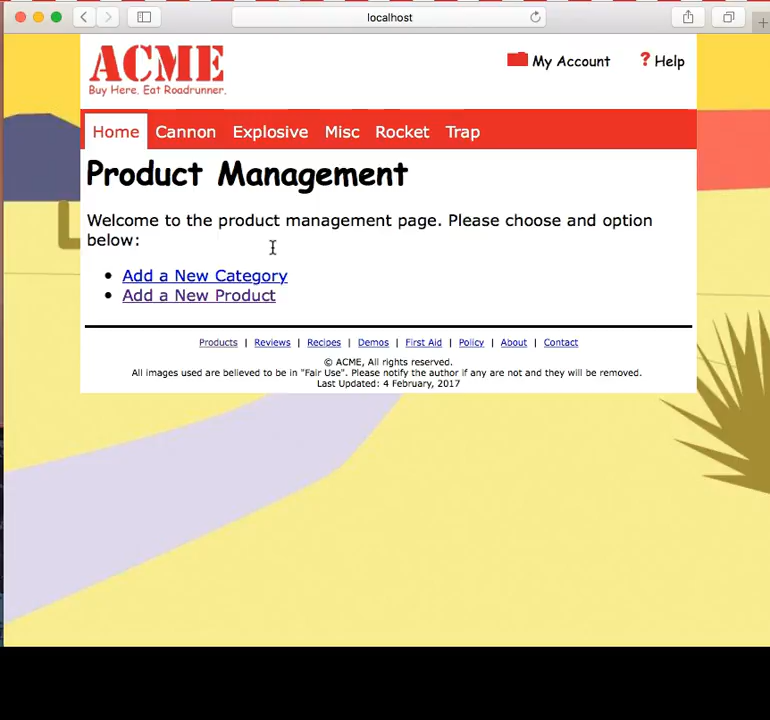 localhost
ACME
Buy Here. Eat Roadrunner.
My Account ? Help
Home Cannon Explosive Misc Rocket Trap
Product Management
Welcome to the product management page. Please choose and option
below:
• Add a New Category
• Add a New Product
Products | Reviews | Recipes | Demos | First Aid | Policy | About | Contact
© ACME, All rights reserved.
All images used are believed to be in "Fair Use". Please notify the author if any are not and they will be removed.
Last Updated: 4 February, 2017